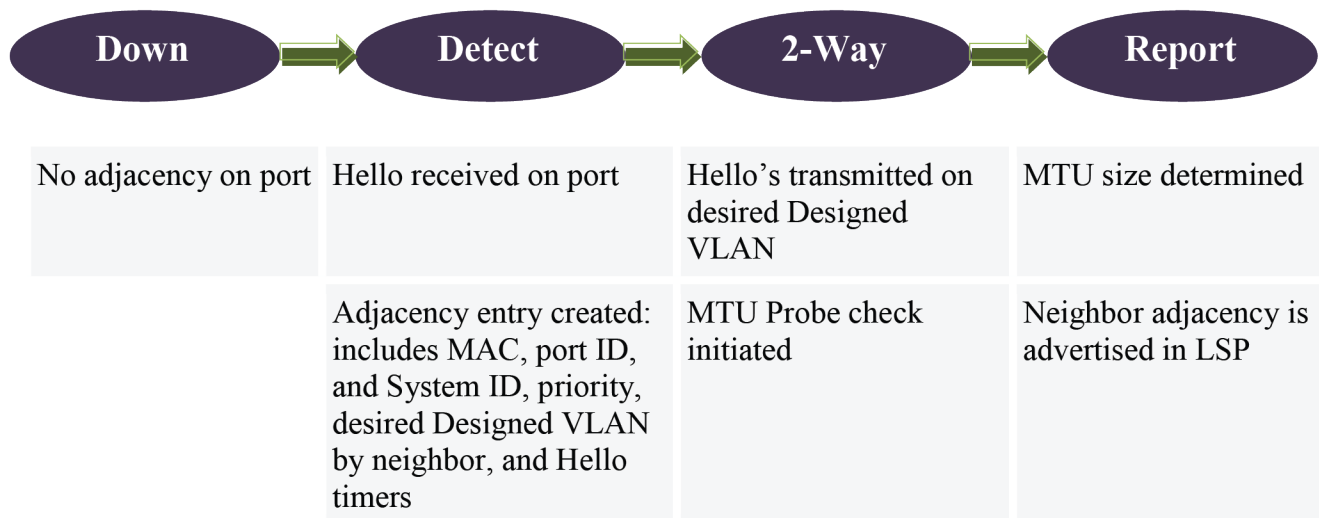 Down
Detect
2-Way
Report
No adjacency on port
Hello received on port
Hello’s transmitted on
desired Designed
VLAN
MTU size determined
Adjacency entry created:
includes MAC, port ID,
and System ID, priority,
desired Designed VLAN
by neighbor, and Hello
timers
MTU Probe check
initiated
Neighbor adjacency is
advertised in LSP